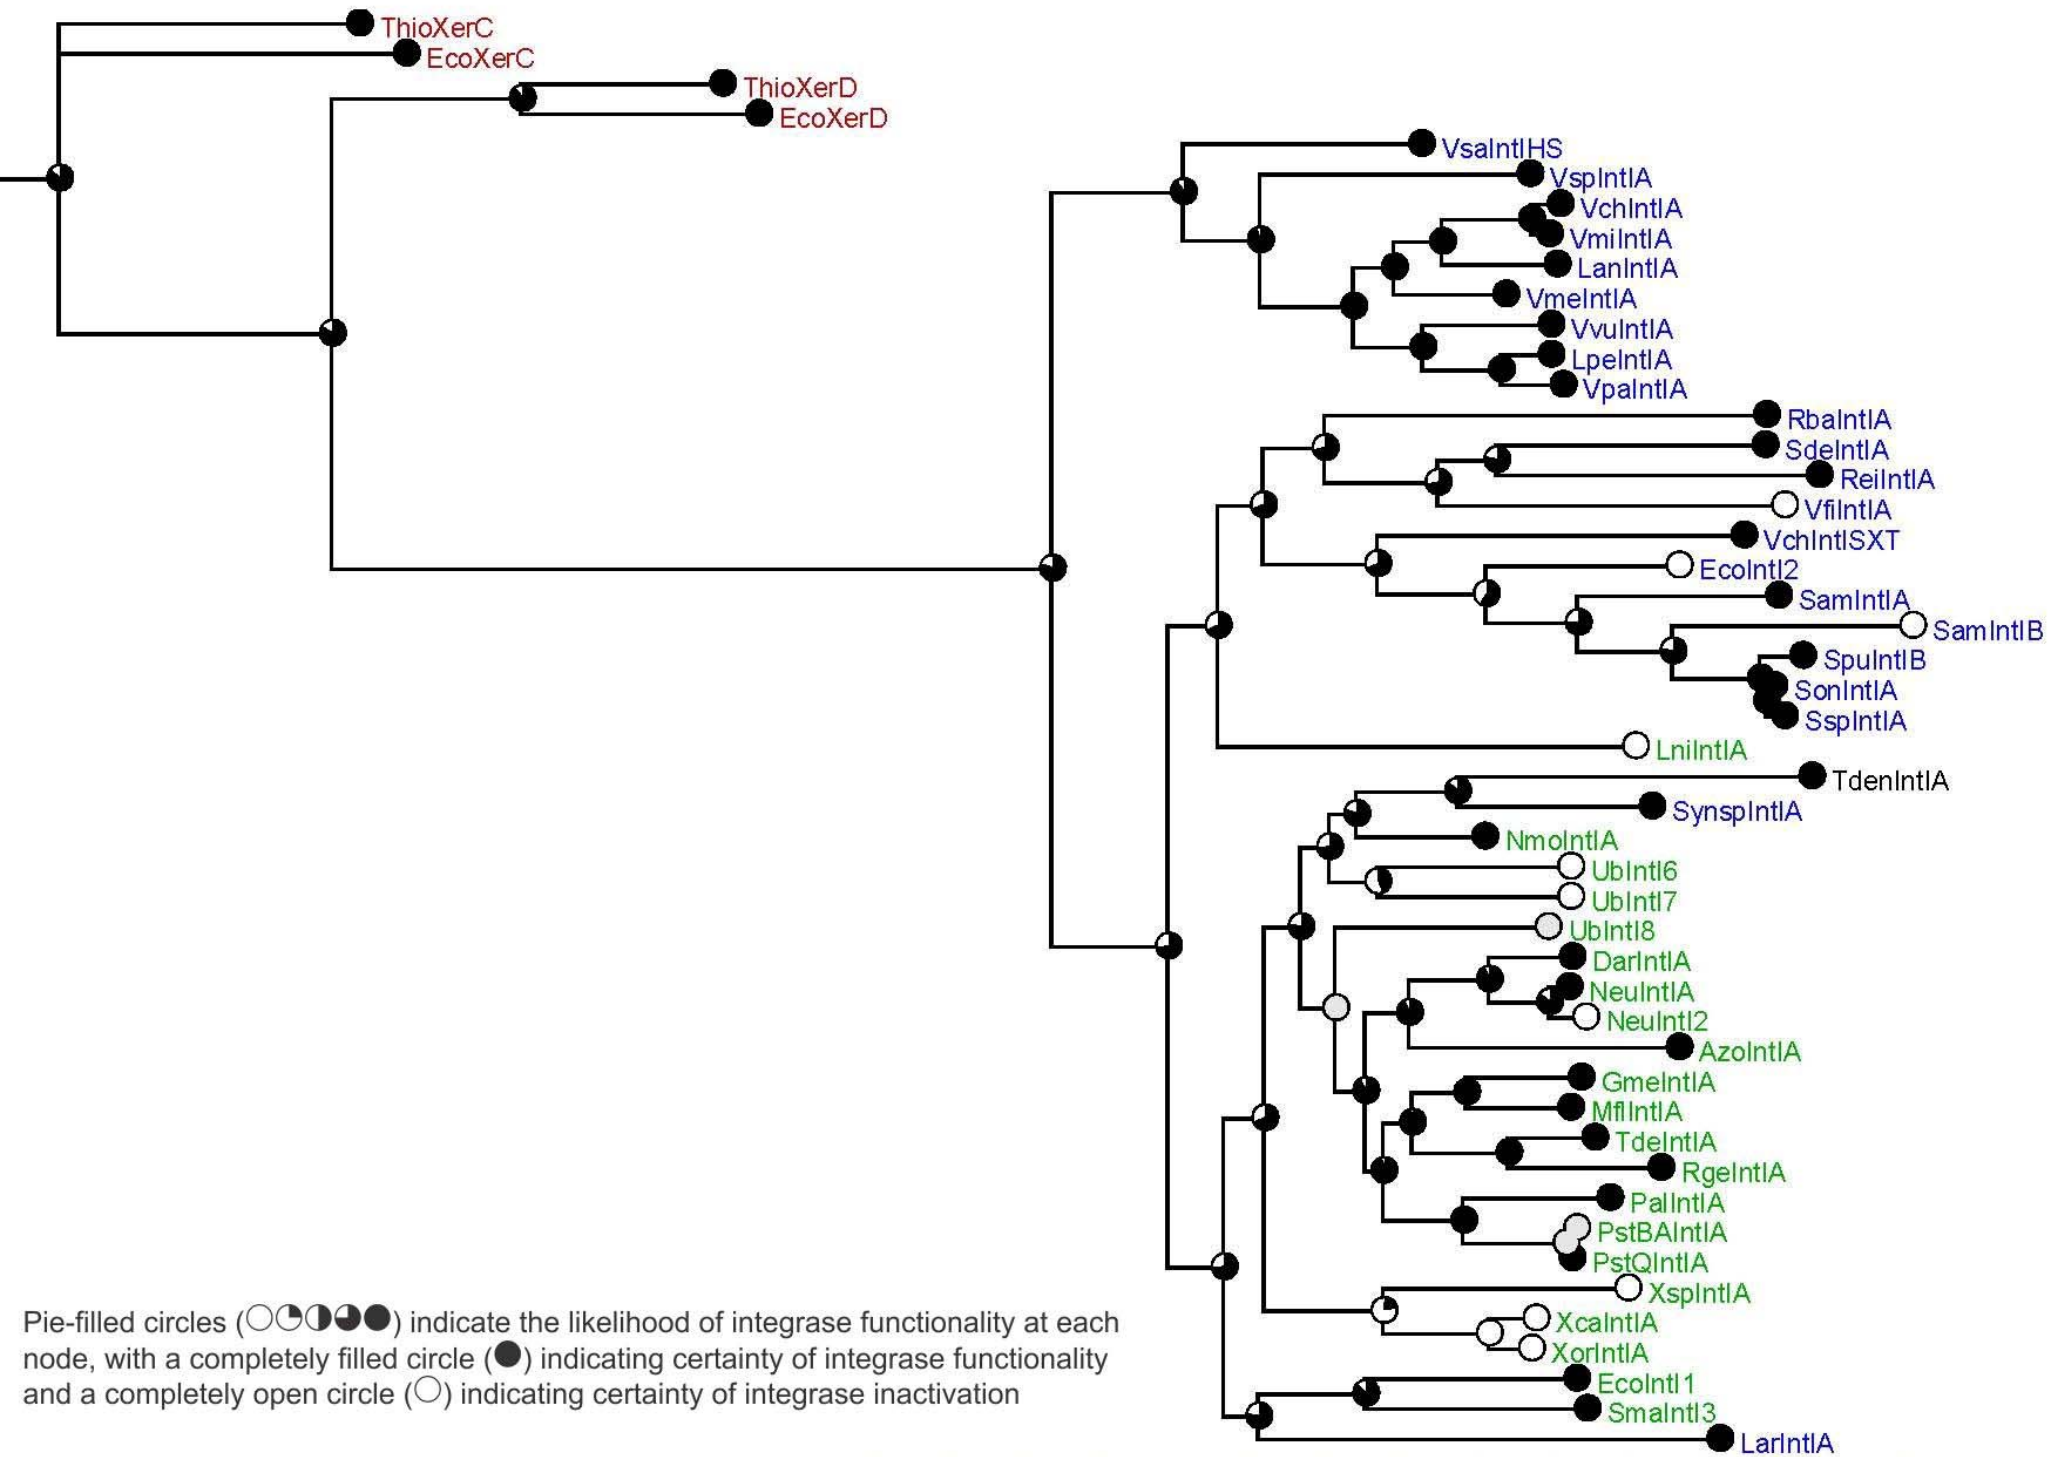 ThioXerC
EcoXerC
ThioXerD
EcoXerD
VsaIntIHS
VspIntIA
VchIntIA
VmiIntIA
LanIntIA
VmeIntIA
VvuIntIA
LpeIntIA
VpaIntIA
RbaIntIA
SdeIntIA
ReiIntIA
VfiIntIA
VchIntISXT
EcoIntI2
SamIntIA
SamIntIB
SpuIntIB
SonIntIA
SspIntIA
LniIntIA
TdenIntIA
SynspIntIA
NmoIntIA
UbIntI6
UbIntI7
UbIntI8
DarIntIA
NeuIntIA
NeuIntI2
AzoIntIA
GmeIntIA
MflIntIA
TdeIntIA
RgeIntIA
PalIntIA
PstBAIntIA
PstQIntIA
XspIntIA
XcaIntIA
XorIntIA
EcoIntI1
SmaIntI3
LarIntIA
Pie-filled circles (○◔◑◕●) indicate the likelihood of integrase functionality at each
node, with a completely filled circle (●) indicating certainty of integrase functionality
and a completely open circle (○) indicating certainty of integrase inactivation